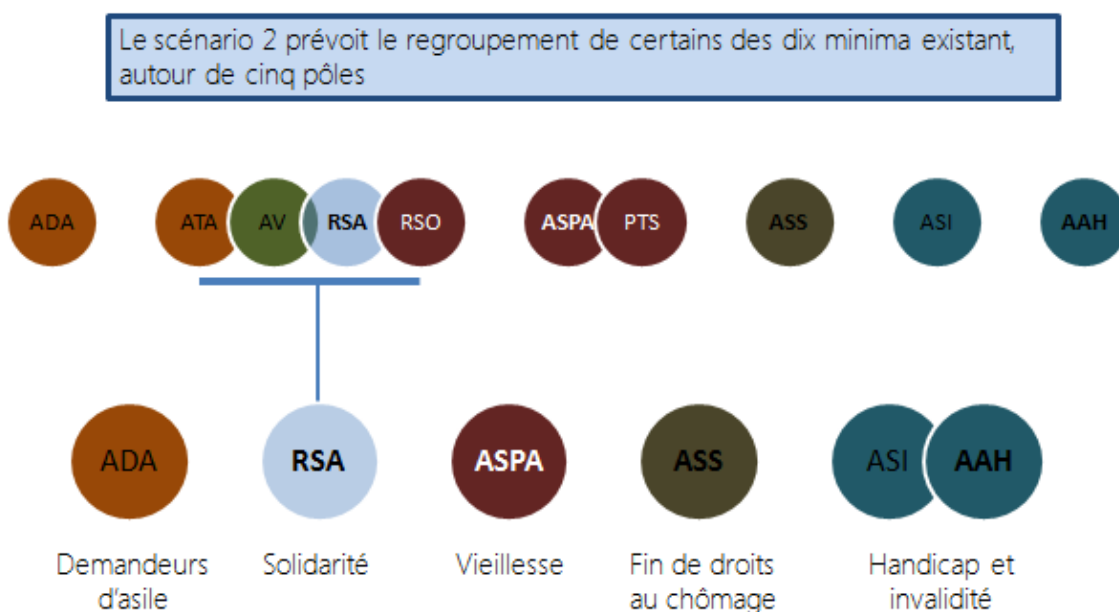 Le scénario 2 prévoit le regroupement de certains des dix minima existant,
autour de cinq pôles
ADA ATA AV RSA RSO ASPA PTS ASS ASI AAH
ADA RSA ASPA ASS ASI AAH
Demandeurs d'asile
Solidarité
Vieillesse
Fin de droits au chômage
Handicap et invalidité